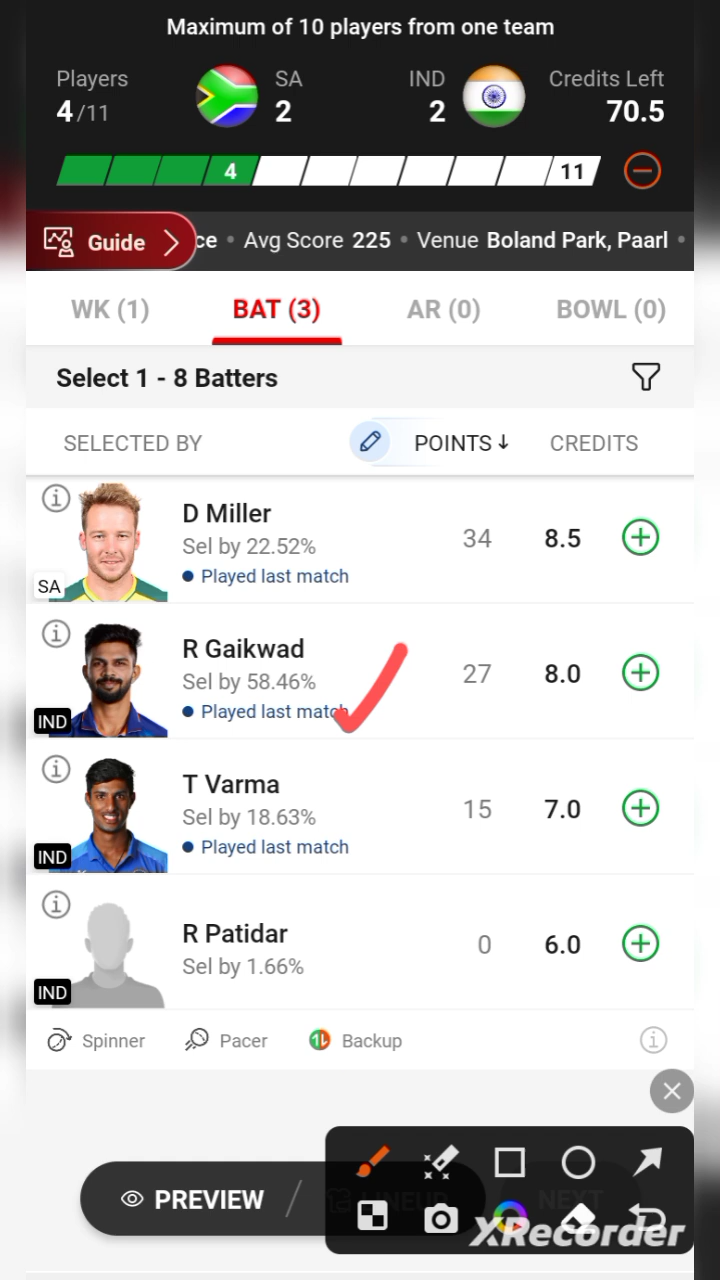 Maximum of 10 players from one team
Players SA IND Credits Left
4/11 2 2 70.5
4 11
Guide ce • Avg Score 225 • Venue Boland Park, Paarl •
WK (1) BAT (3) AR (0) BOWL (0)
Select 1 - 8 Batters
SELECTED BY POINTS↓ CREDITS
D Miller
Sel by 22.52% 34 8.5
SA • Played last match
R Gaikwad
Sel by 58.46% 27 8.0
IND • Played last match
T Varma
Sel by 18.63% 15 7.0
IND • Played last match
R Patidar
Sel by 1.66% 0 6.0
IND
Spinner Pacer Backup
PREVIEW / LINEUP NEXT
XRecorder